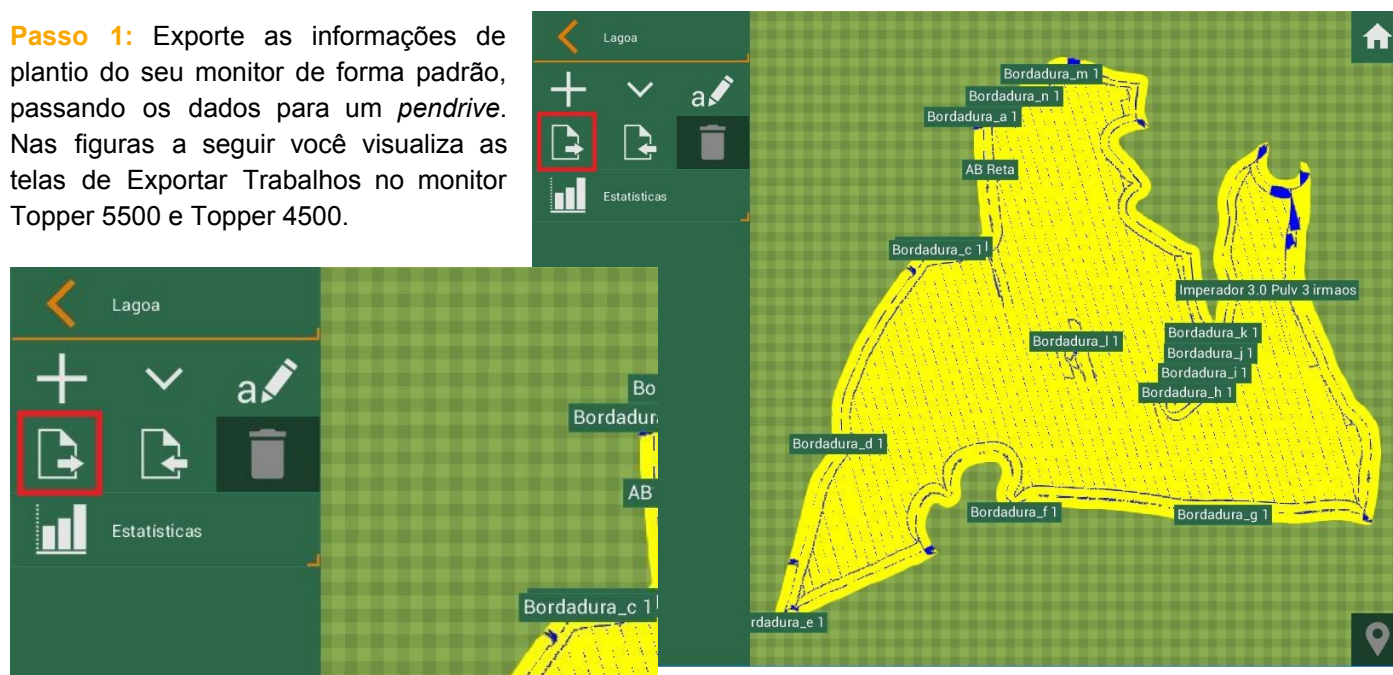 Passo 1: Exporte as informações de
plantio do seu monitor de forma padrão,
passando os dados para um pendrive.
Nas figuras a seguir você visualiza as
telas de Exportar Trabalhos no monitor
Topper 5500 e Topper 4500.
Lagoa
a
Estatísticas
Bordadura_m 1
Bordadura_n 1
Bordadura_a 1
AB Reta
Bordadura_c 1
Imperador 3.0 Pulv 3 irmaos
Bordadura_k 1
Bordadura_l 1
Bordadura_j 1
Bordadura_i 1
Bordadura_h 1
Bordadura_d 1
Bordadura_f 1
Bordadura_g 1
rdadura_e 1
Lagoa
a
Estatísticas
Bo
Bordadura
AB
Bordadura_c 1